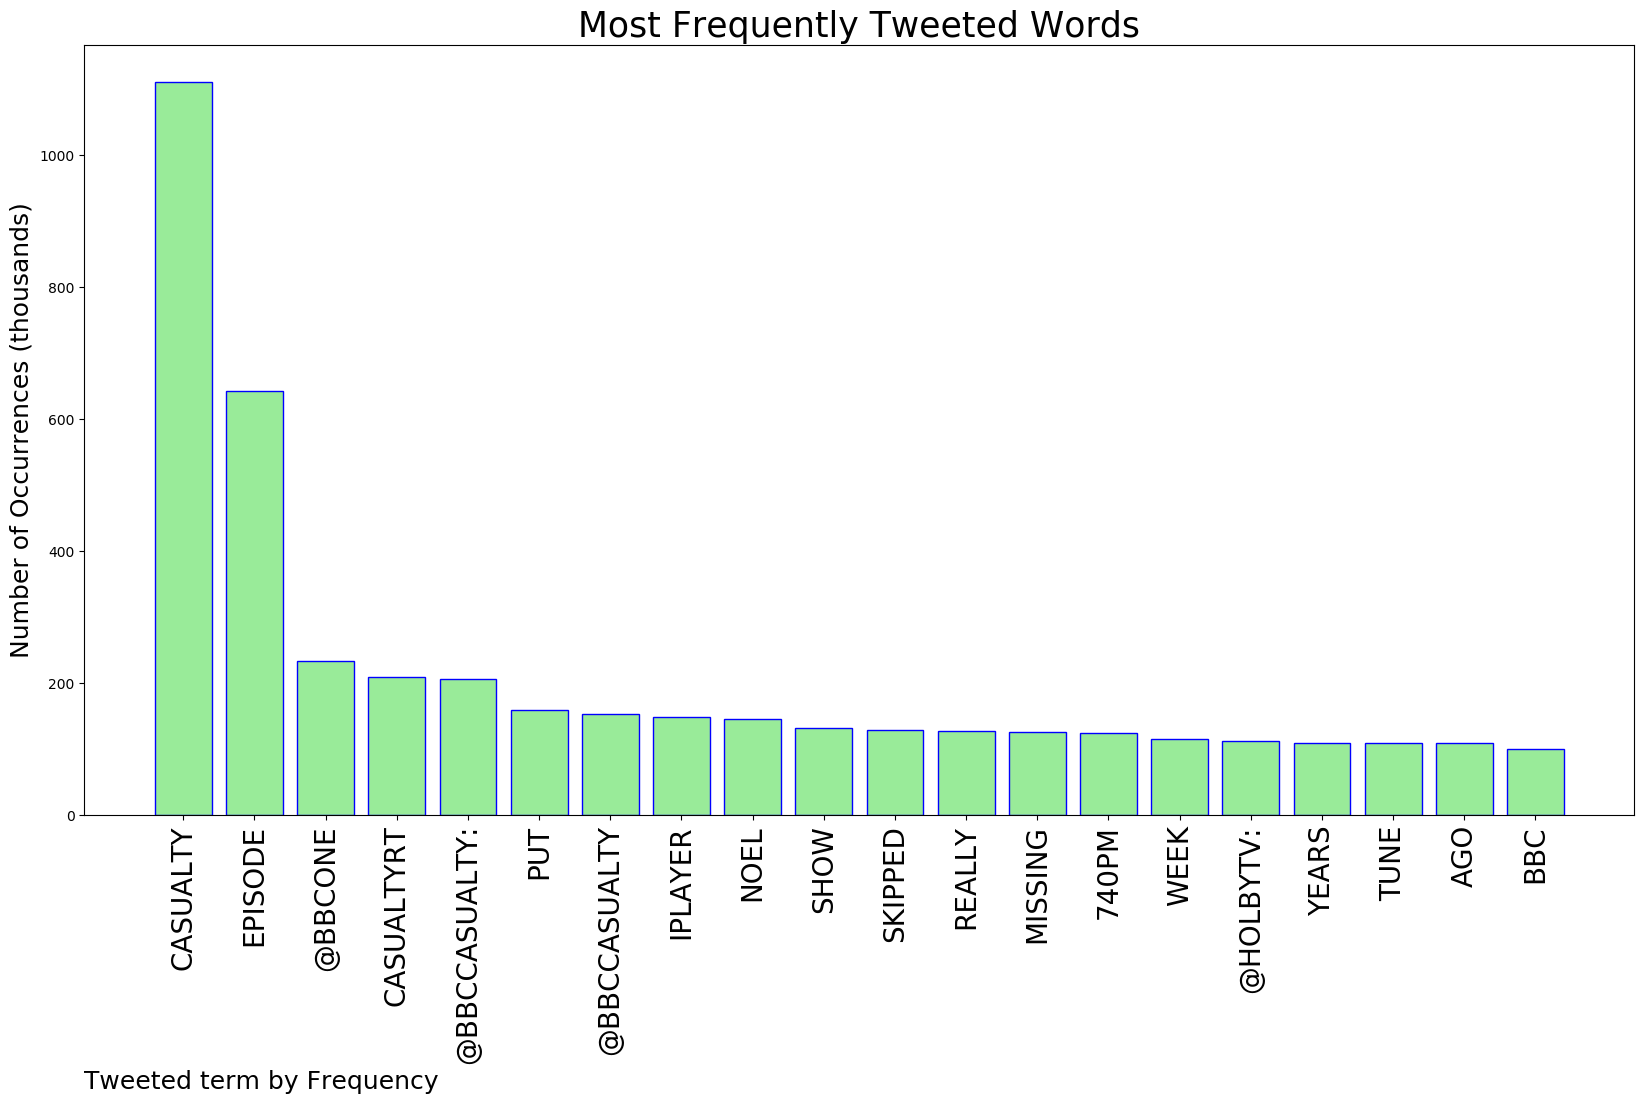 Most Frequently Tweeted Words
Number of Occurrences (thousands)
1000
800
600
400
200
0
CASUALTY
EPISODE
@BBCONE
CASUALTYRT
@BBCCASUALTY:
PUT
@BBCCASUALTY
IPLAYER
NOEL
SHOW
SKIPPED
REALLY
MISSING
740PM
WEEK
@HOLBYTV:
YEARS
TUNE
AGO
BBC
Tweeted term by Frequency